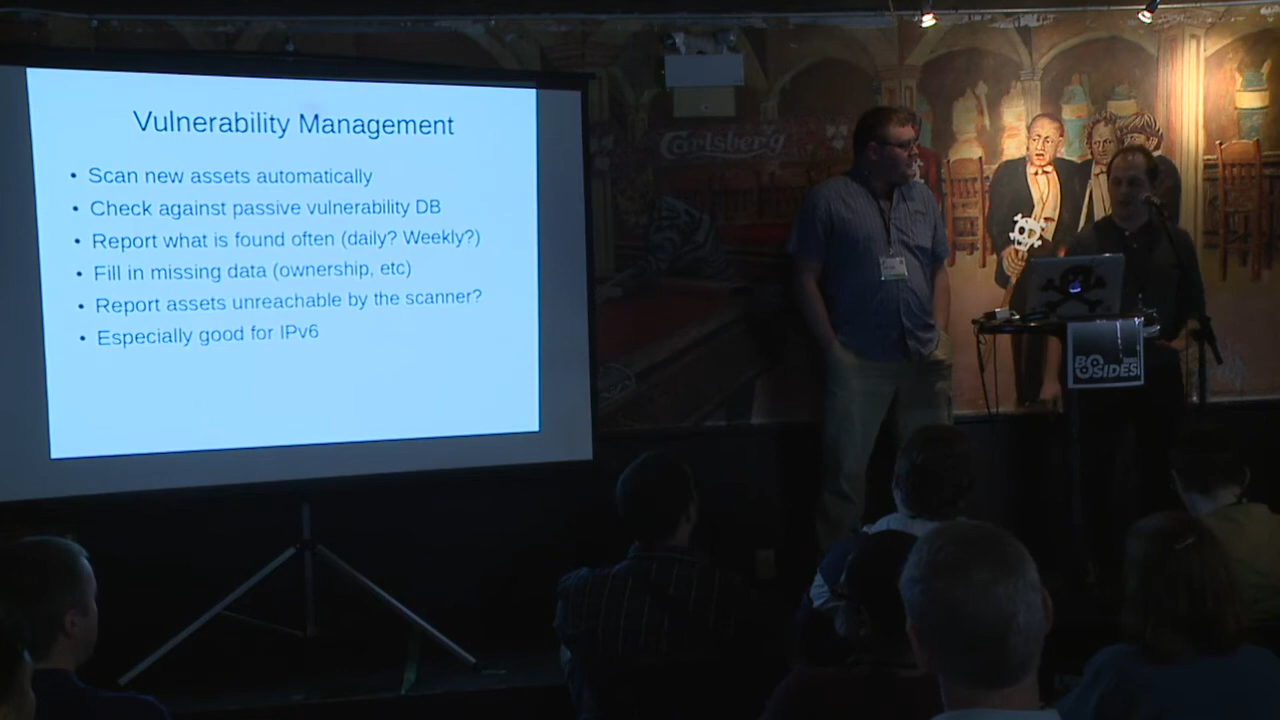 Vulnerability Management
• Scan new assets automatically
• Check against passive vulnerability DB
• Report what is found often (daily? Weekly?)
• Fill in missing data (ownership, etc)
• Report assets unreachable by the scanner?
• Especially good for IPv6
Carlsberg
BSIDES